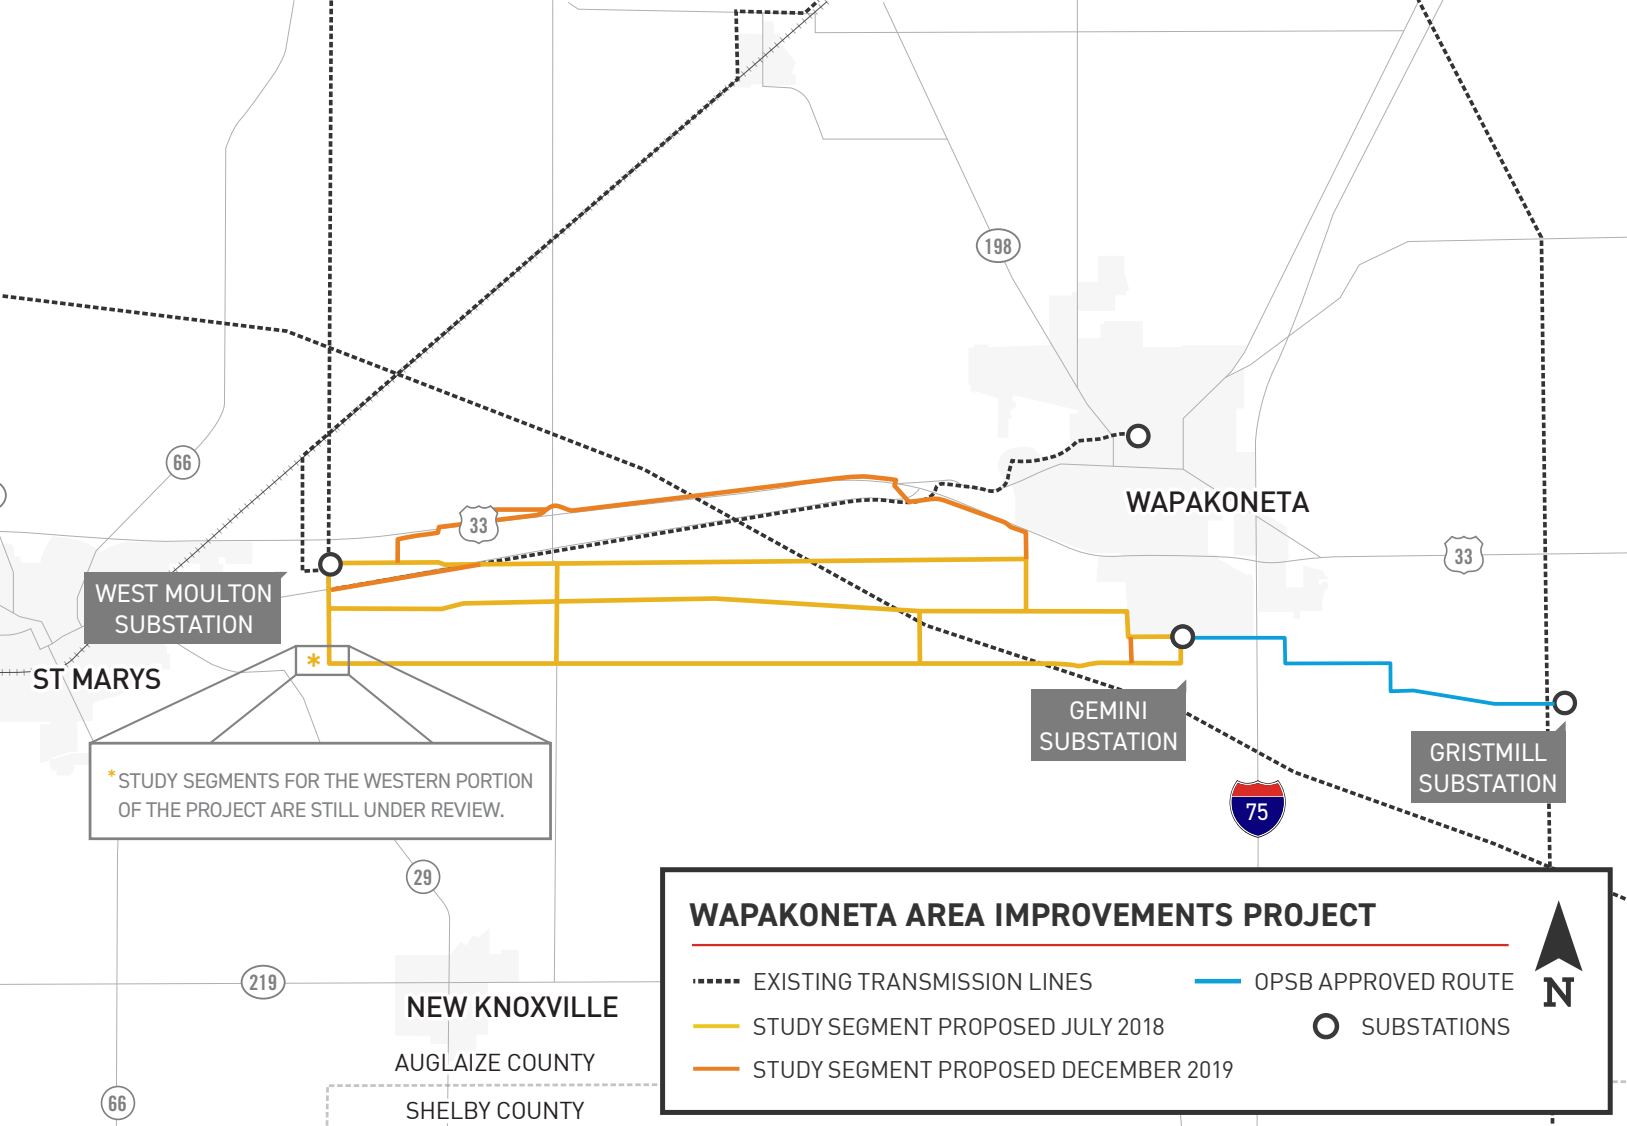 198
66
WAPAKONETA
33
33
WEST MOULTON
SUBSTATION
*
ST MARYS
GEMINI
SUBSTATION
GRISTMILL
SUBSTATION
*STUDY SEGMENTS FOR THE WESTERN PORTION
OF THE PROJECT ARE STILL UNDER REVIEW.
75
29
219
NEW KNOXVILLE
AUGLAIZE COUNTY
SHELBY COUNTY
66
WAPAKONETA AREA IMPROVEMENTS PROJECT
EXISTING TRANSMISSION LINES
OPSB APPROVED ROUTE
STUDY SEGMENT PROPOSED JULY 2018
SUBSTATIONS
STUDY SEGMENT PROPOSED DECEMBER 2019
N